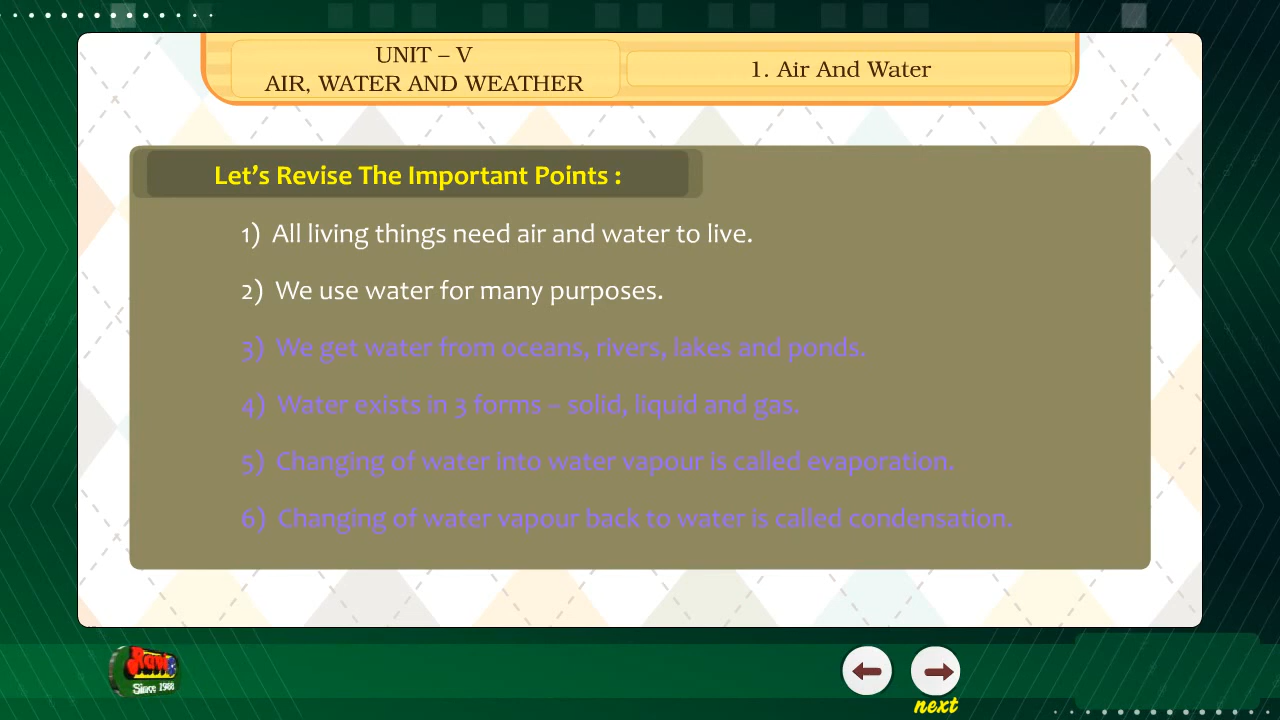 UNIT – V
AIR, WATER AND WEATHER
1. Air And Water
Let’s Revise The Important Points :
1) All living things need air and water to live.
2) We use water for many purposes.
3) We get water from oceans, rivers, lakes and ponds.
4) Water exists in 3 forms – solid, liquid and gas.
5) Changing of water into water vapour is called evaporation.
6) Changing of water vapour back to water is called condensation.
Since 1968
next